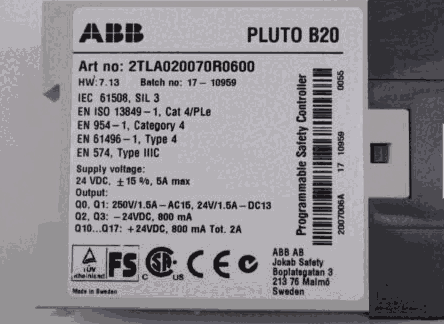 ABB PLUTO B20
Art no: 2TLA020070R0600
HW: 7.13 Batch no: 17-10959
IEC 61508, SIL 3
EN ISO 13849-1, Cat 4/PLe
EN 954-1, Category 4
EN 61496-1, Type 4
EN 574, Type IIIC
Supply voltage:
24 VDC, ±15 %, 5A max
Output:
Q0, Q1: 250V/1.5A-AC15, 24V/1.5A-DC13
Q2, Q3: -24VDC, 800 mA
Q10...Q17: +24VDC, 800 mA Tot. 2A
Programmable Safety Controller
2007006A 17 10959 0055
TÜV
Rheinland
FS
C SA US
CE
C
ABB AB
Jokab Safety
Boplatsgatan 3
213 76 Malmö
Sweden
Made in Sweden